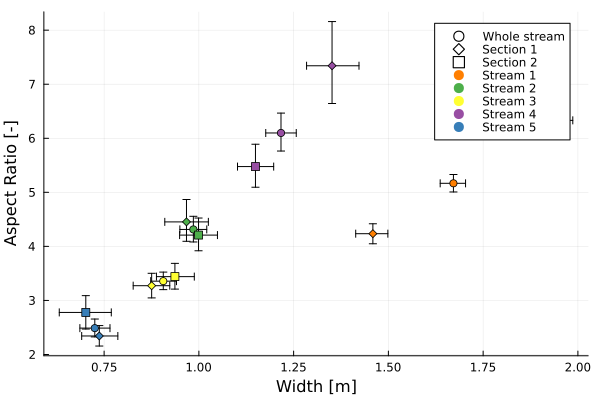 Aspect Ratio [-]
8
7
6
5
4
3
2
0.75
1.00
1.25
1.50
1.75
2.00
Width [m]
Whole stream
Section 1
Section 2
Stream 1
Stream 2
Stream 3
Stream 4
Stream 5